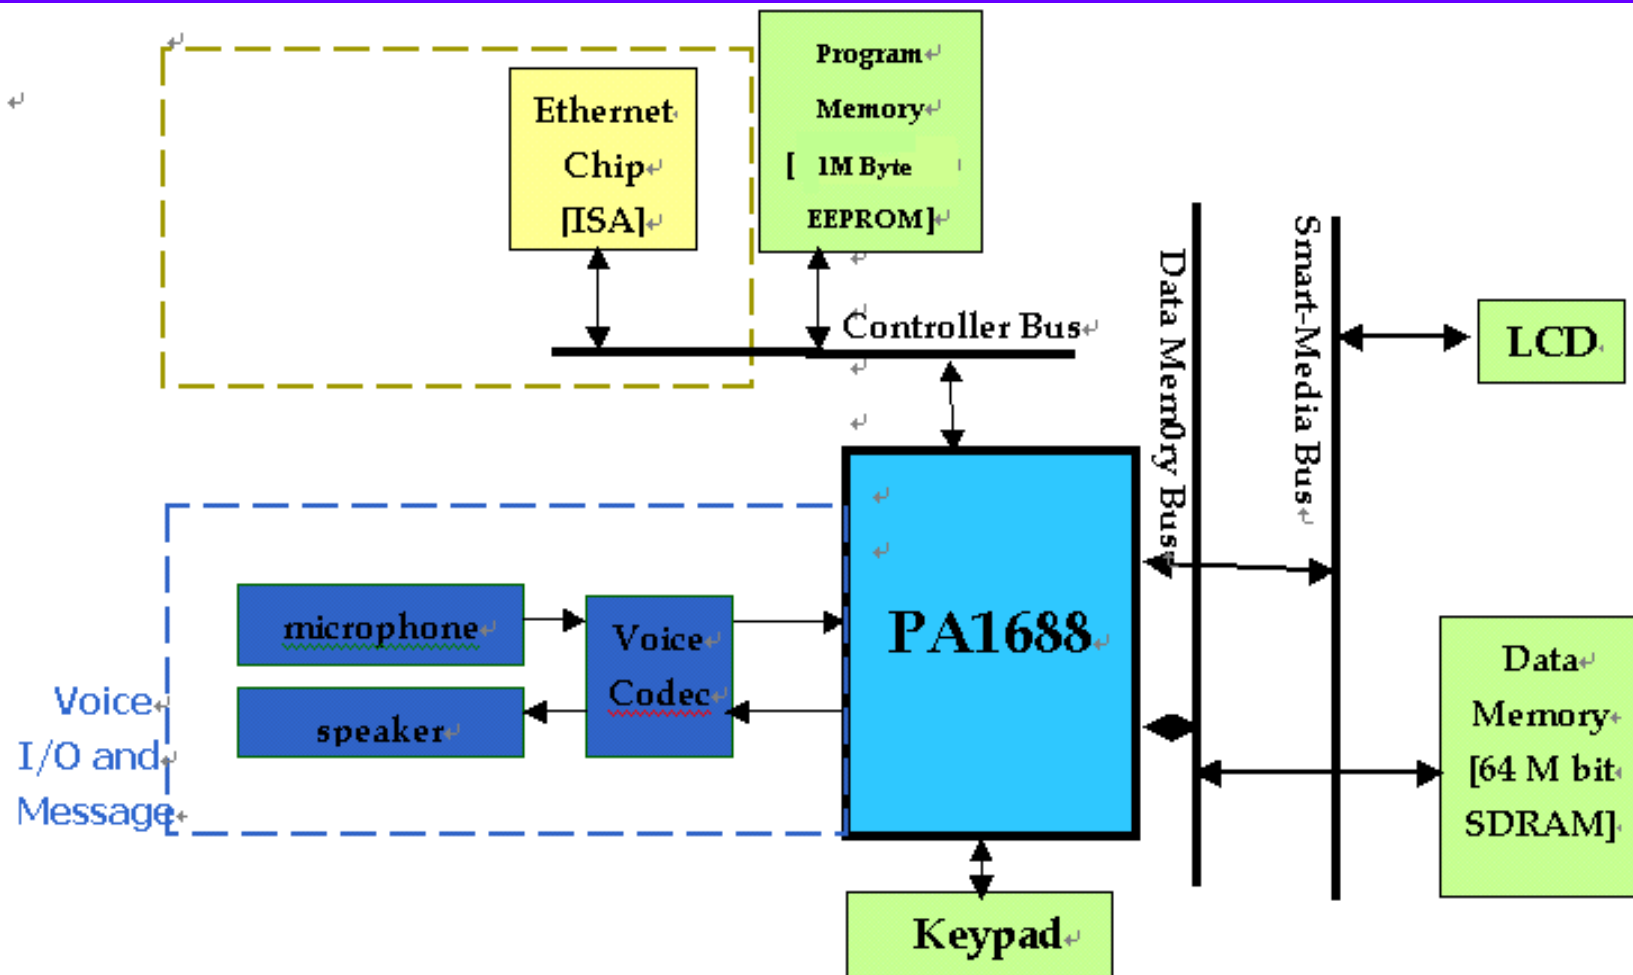 Ethernet
Chip
[ISA]
Program
Memory
[ 1M Byte
EEPROM]
Controller Bus
Data Mem0ry Bus
Smart-Media Bus
LCD
PA1688
microphone
speaker
Voice
Codec
Voice
I/O and
Message
Data
Memory
[64 M bit
SDRAM]
Keypad